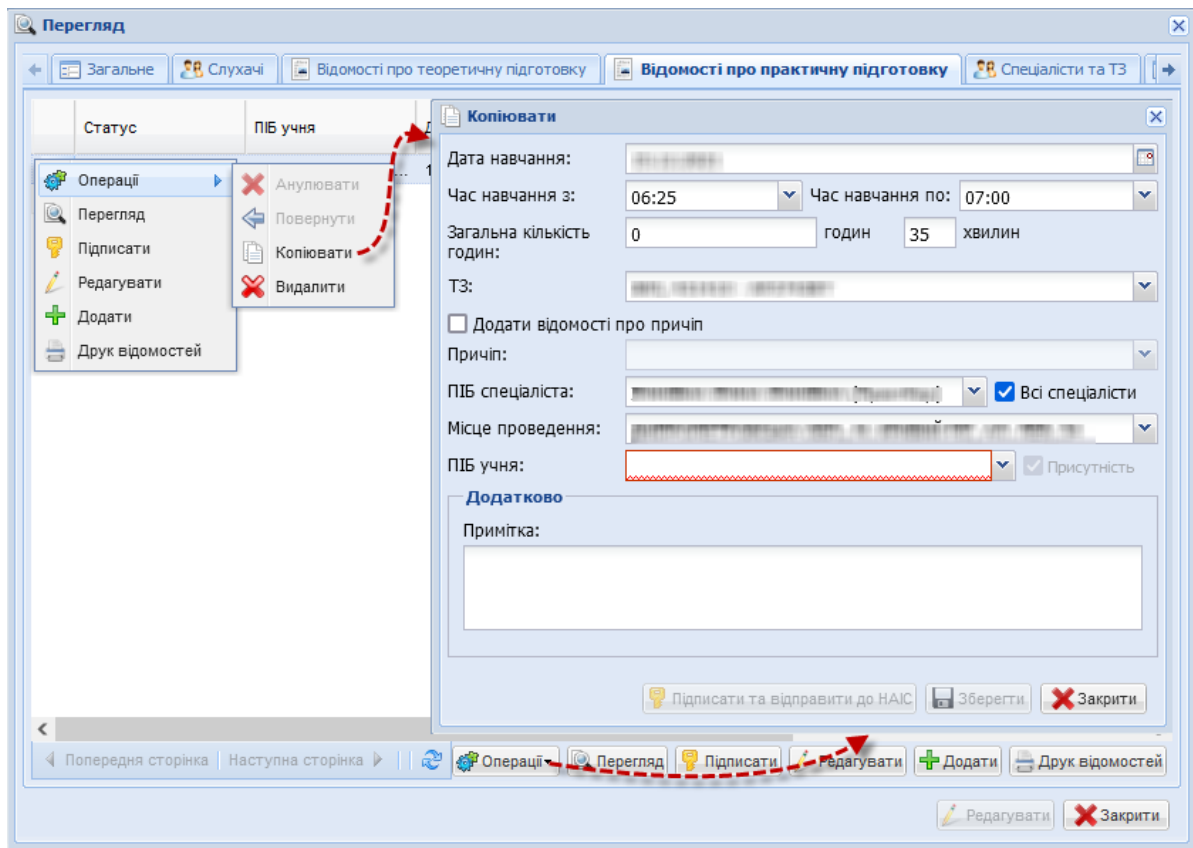 Перегляд
Загальне
Слухачі
Відомості про теоретичну підготовку
Відомості про практичну підготовку
Спеціалісти та ТЗ
Статус
ПІБ учня
Операції
Перегляд
Підписати
Редагувати
Додати
Друк відомостей
Анулювати
Повернути
Копіювати
Видалити
Копіювати
Дата навчання:
Час навчання з: 06:25 Час навчання по: 07:00
Загальна кількість
годин:
0 годин 35 хвилин
ТЗ:
Додати відомості про причіп
Причіп:
ПІБ спеціаліста: Всі спеціалісти
Місце проведення:
ПІБ учня: Присутність
Додатково
Примітка:
Підписати та відправити до НАІС Зберегти Закрити
Попередня сторінка Наступна сторінка Операції Перегляд Підписати Редагувати Додати Друк відомостей
Редагувати Закрити